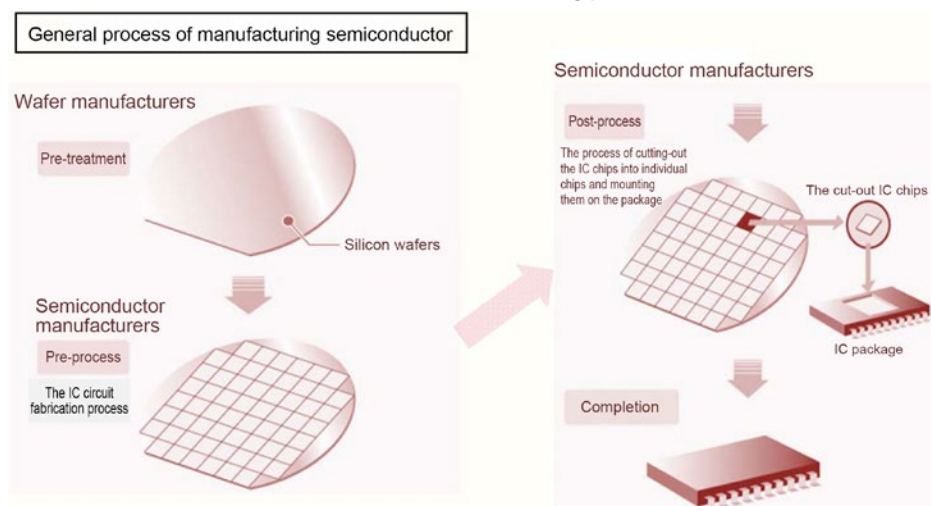 General process of manufacturing semiconductor
Wafer manufacturers
Pre-treatment
Silicon wafers
Semiconductor
manufacturers
Pre-process
The IC circuit
fabrication process
Semiconductor manufacturers
Post-process
The process of cutting-out
the IC chips into individual
chips and mounting
them on the package
The cut-out IC chips
IC package
Completion